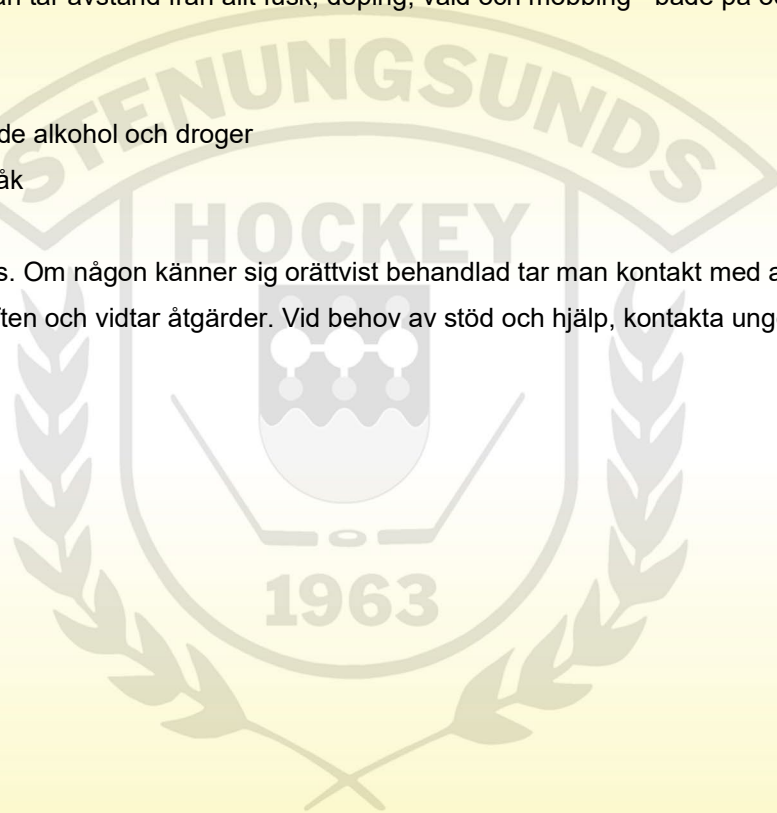 an tar avstånd från allt fusk, doping, våld och mobbing - både på oc
STENUNGSUNDS
de alkohol och droger
åk
HOCKEY
s. Om någon känner sig orättvist behandlad tar man kontakt med a
ften och vidtar åtgärder. Vid behov av stöd och hjälp, kontakta ung
1963